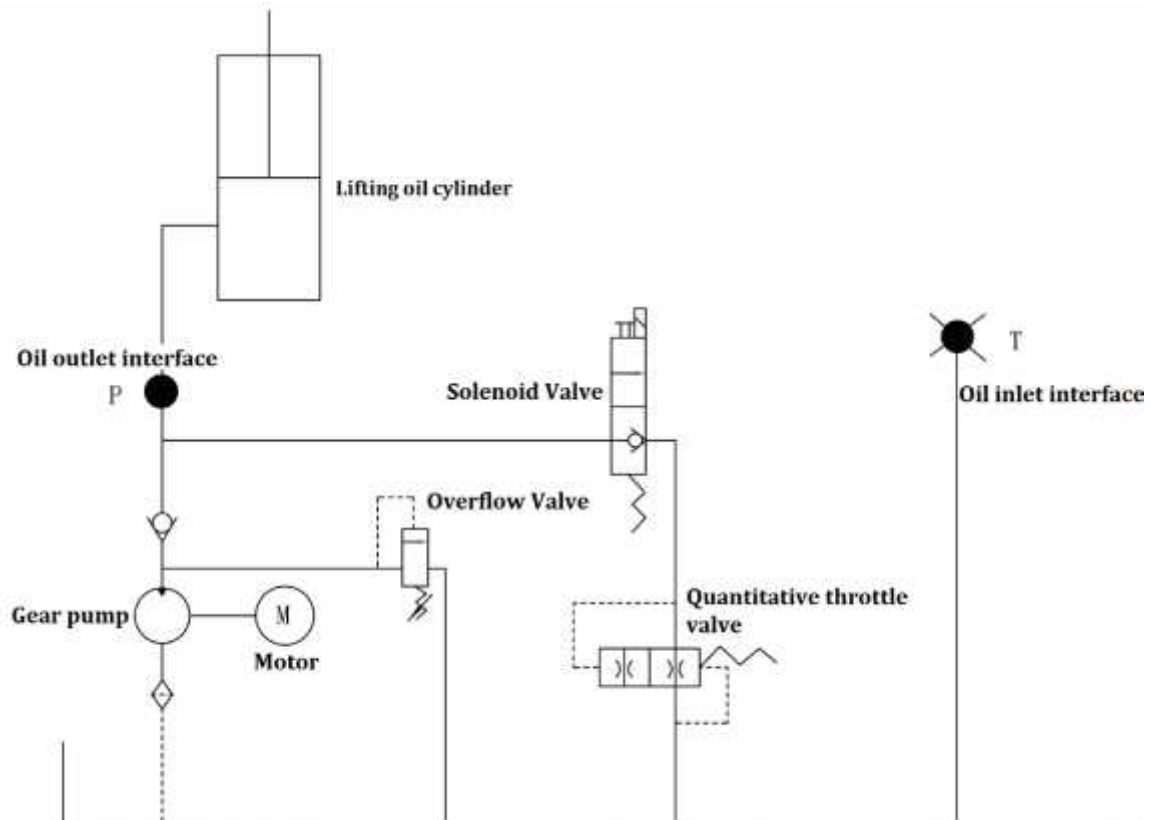 Lifting oil cylinder
Oil outlet interface
P
T
Solenoid Valve
Oil inlet interface
Overflow Valve
Quantitative throttle
valve
Gear pump
M
Motor